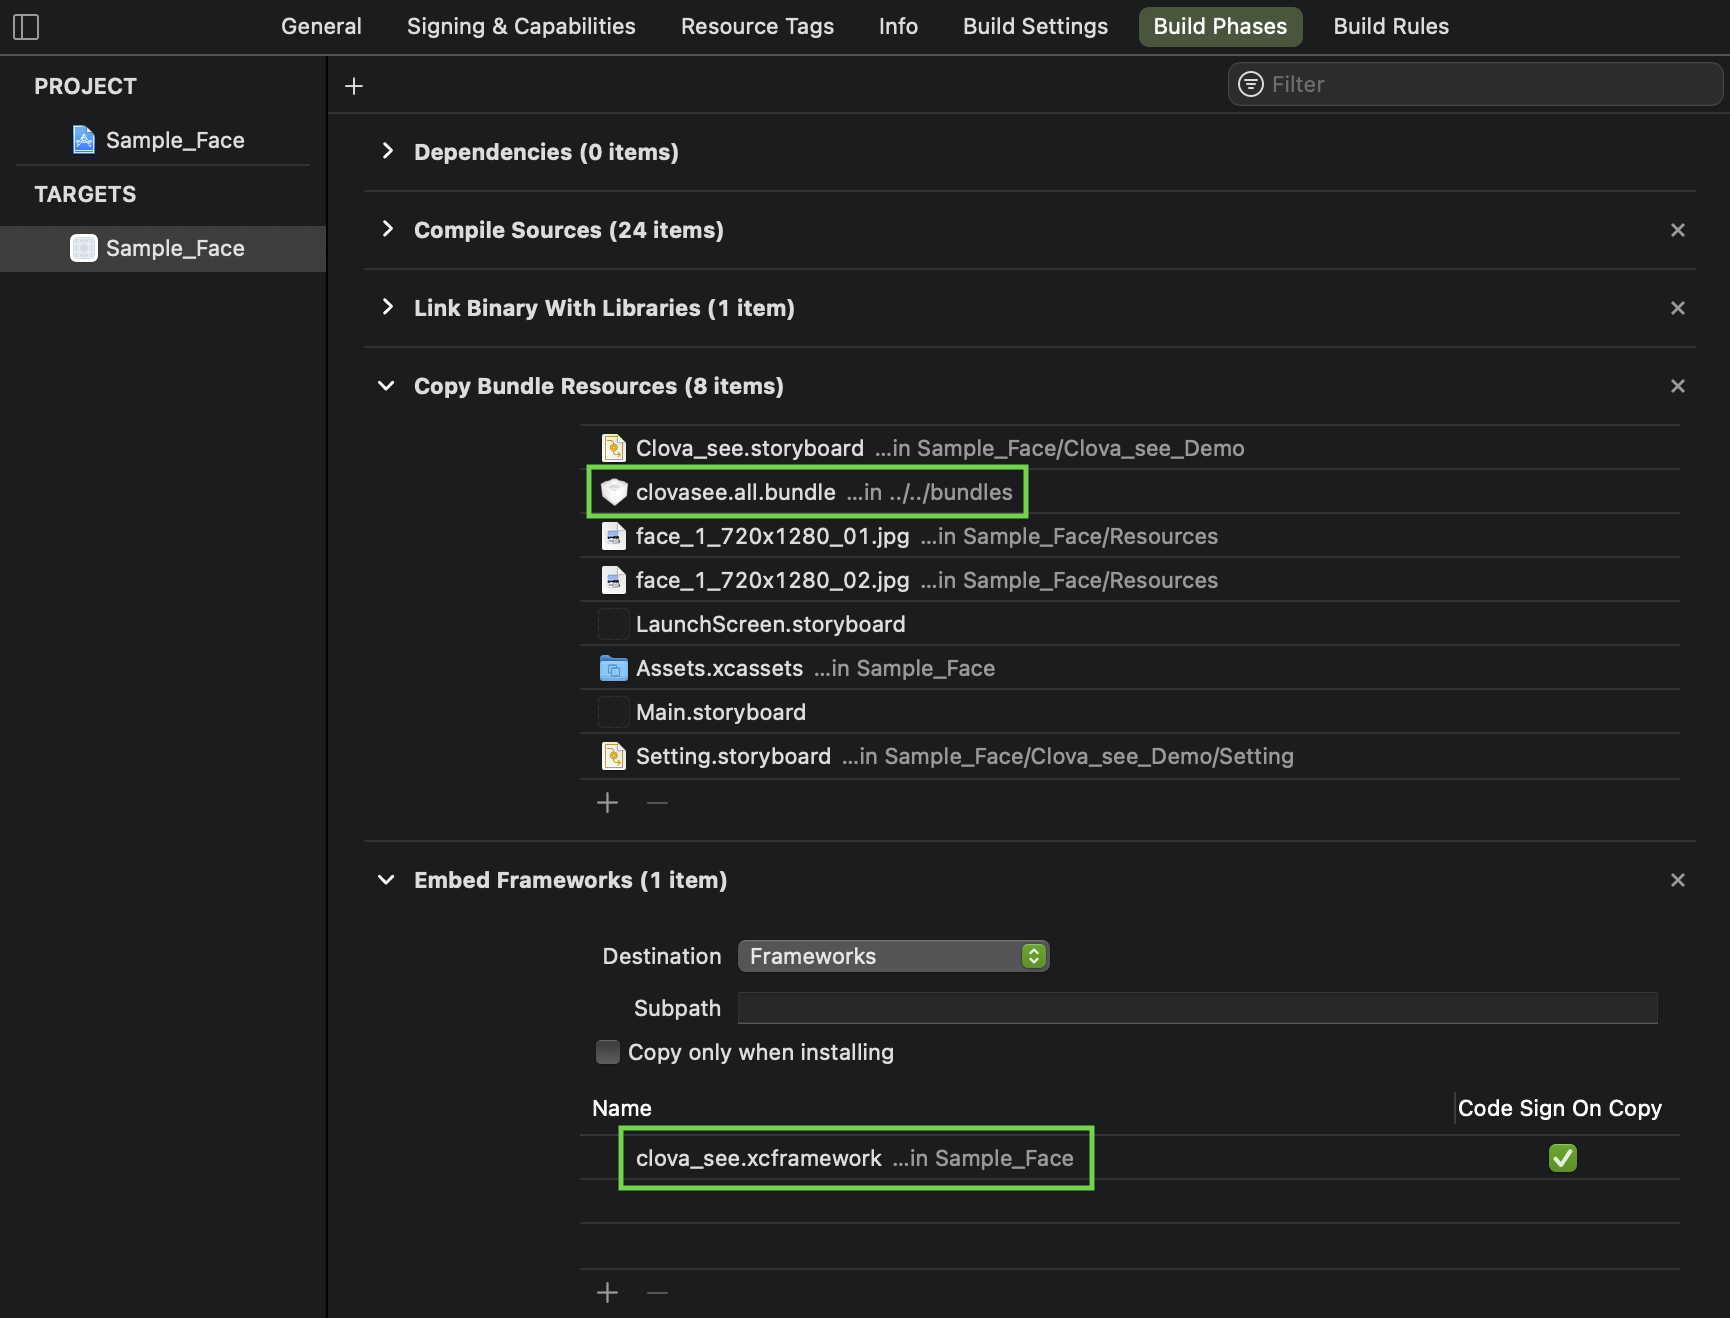 General Signing & Capabilities Resource Tags Info Build Settings Build Phases Build Rules
PROJECT
Sample_Face
TARGETS
Sample_Face
Filter
Dependencies (0 items)
Compile Sources (24 items)
Link Binary With Libraries (1 item)
Copy Bundle Resources (8 items)
Clova_see.storyboard ...in Sample_Face/Clova_see_Demo
clovasee.all.bundle ...in ../../bundles
face_1_720x1280_01.jpg ...in Sample_Face/Resources
face_1_720x1280_02.jpg ...in Sample_Face/Resources
LaunchScreen.storyboard
Assets.xcassets ...in Sample_Face
Main.storyboard
Setting.storyboard ...in Sample_Face/Clova_see_Demo/Setting
Embed Frameworks (1 item)
Destination Frameworks
Subpath
Copy only when installing
Name Code Sign On Copy
clova_see.xcframework ...in Sample_Face